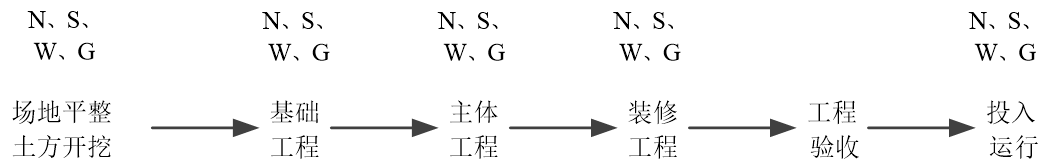 N、S、 N、S、 N、S、 N、S、 N、S、
W、G W、G W、G W、G W、G
场地平整 基础 主体 装修 工程 投入
土方开挖 工程 工程 工程 验收 运行